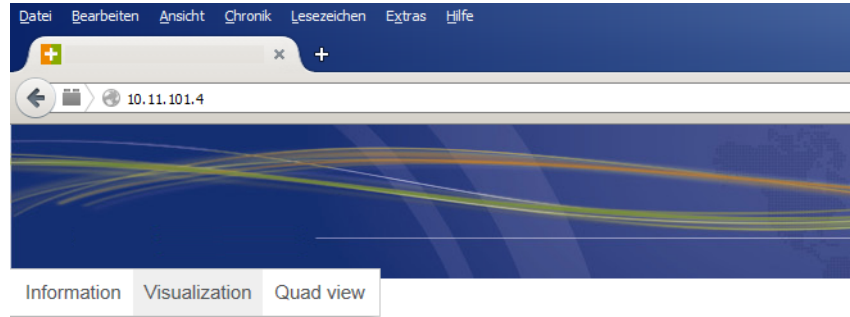 Datei Bearbeiten Ansicht Chronik Lesezeichen Extras Hilfe
10.11.101.4
Information Visualization Quad view